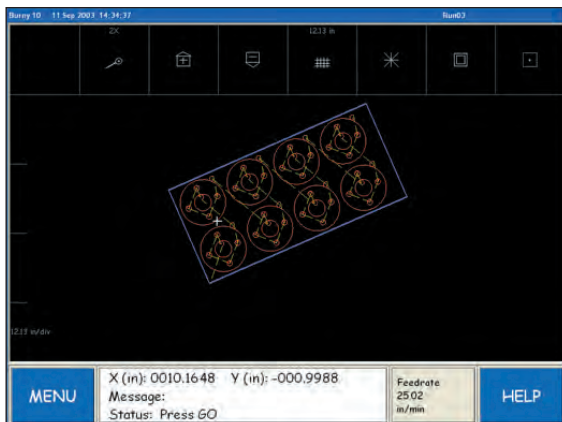 Burny 10 11 Sep 2003 14:34:37 Run03
2X 12.13 in
12.13 in/div
MENU
X (in): 0010.1648 Y (in): -000.9988
Message:
Status: Press GO
Feedrate
25.02
in/min
HELP